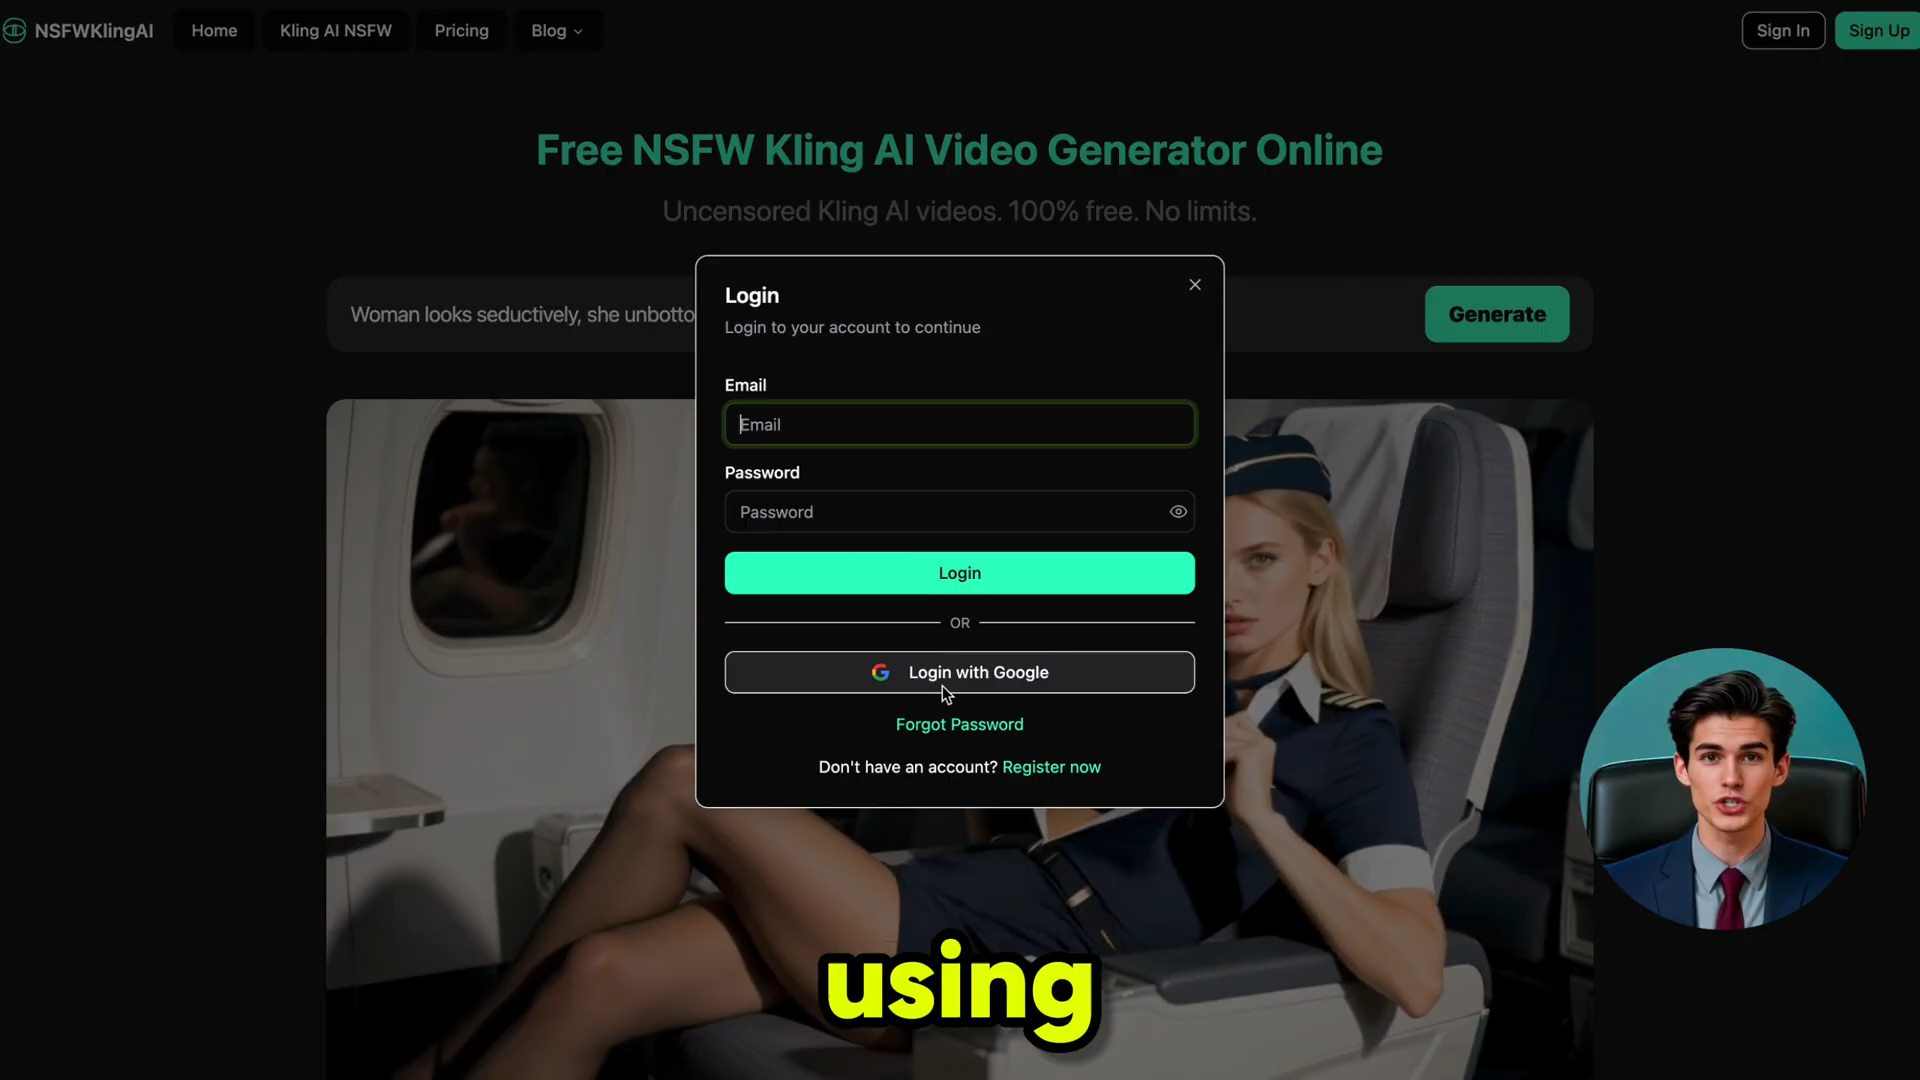 NSFWKlingAI
Home
Kling AI NSFW
Pricing
Blog
Sign In
Sign Up
Free NSFW Kling AI Video Generator Online
Uncensored Kling AI videos. 100% free. No limits.
Woman looks seductively, she unbotto
Generate
Login
Login to your account to continue
Email
Email
Password
Password
Login
OR
Login with Google
Forgot Password
Don't have an account? Register now
using